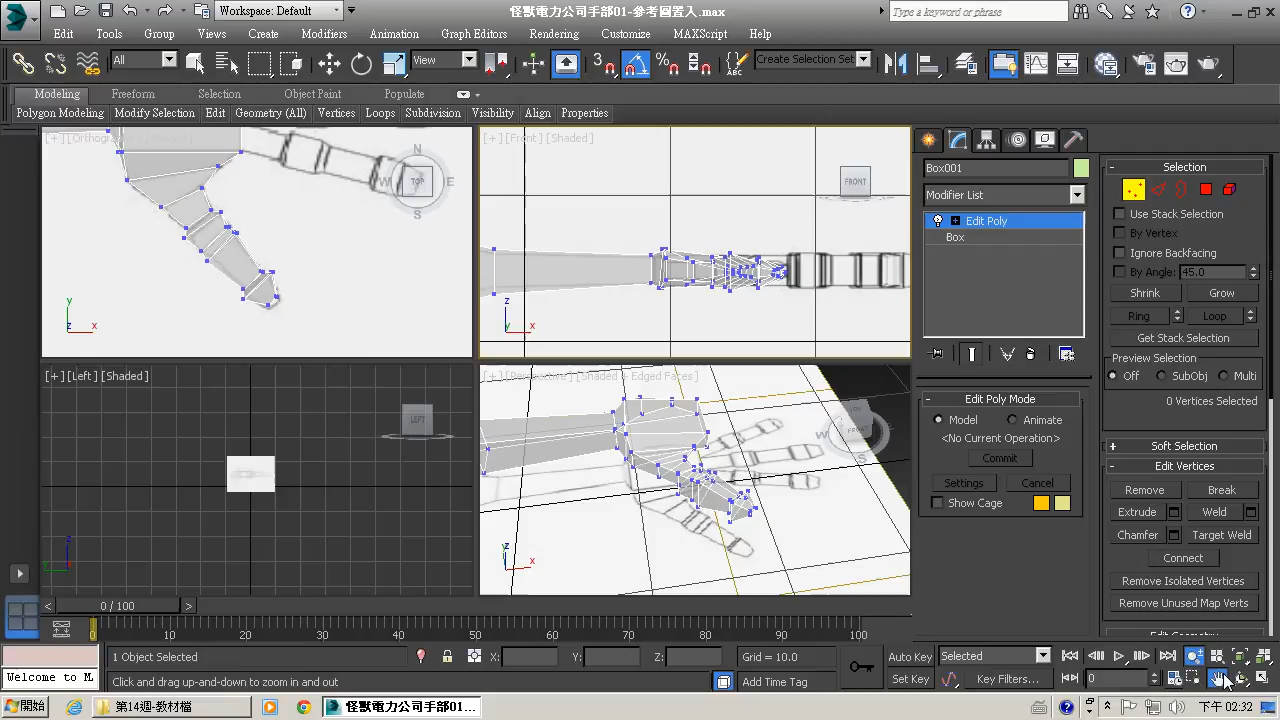 Workspace: Default
怪獸電力公司手部01-參考圖置入.max
Type a keyword or phrase
Edit Tools Group Views Create Modifiers Animation Graph Editors Rendering Customize MAXScript Help
All
View
Create Selection Set
Modeling Freeform Selection Object Paint Populate
Polygon Modeling Modify Selection Edit Geometry (All) Vertices Loops Subdivision Visibility Align Properties
[+] [Front] [Shaded]
N
W TOP E
S
FRONT
y
z x
z
y x
[+] [Left] [Shaded]
[+] [Perspective] [Shaded + Edged Faces]
LEFT
FRONT
W
S
z
y x
Box001
Modifier List
Edit Poly
Box
Edit Poly Mode
Model Animate
<No Current Operation>
Commit
Settings Cancel
Show Cage
Selection
Use Stack Selection
By Vertex
Ignore Backfacing
By Angle: 45.0
Shrink Grow
Ring Loop
Get Stack Selection
Preview Selection
Off SubObj Multi
0 Vertices Selected
Soft Selection
Edit Vertices
Remove Break
Extrude Weld
Chamfer Target Weld
Connect
Remove Isolated Vertices
Remove Unused Map Verts
Edit Geometry
< 0 / 100 >
0 10 20 30 40 50 60 70 80 90 100
1 Object Selected X: Y: Z: Grid = 10.0 Auto Key Selected
Welcome to M
Click and drag up-and-down to zoom in and out Add Time Tag Set Key Key Filters... 0
開始 第14週-教材檔 怪獸電力公司手部01... 下午 02:32